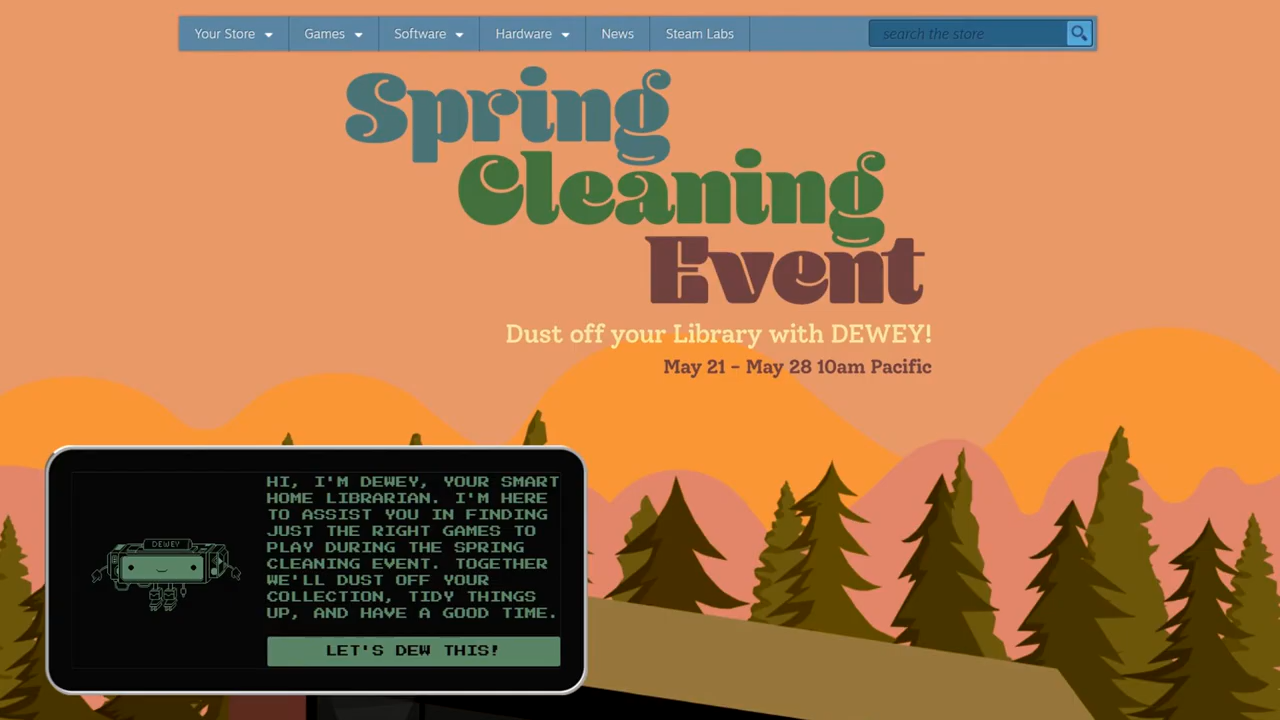 Your Store Games Software Hardware News Steam Labs search the store
Spring
Cleaning
Event
Dust off your Library with DEWEY!
May 21 - May 28 10am Pacific
DEWEY
HI, I'M DEWEY, YOUR SMART
HOME LIBRARIAN. I'M HERE
TO ASSIST YOU IN FINDING
JUST THE RIGHT GAMES TO
PLAY DURING THE SPRING
CLEANING EVENT. TOGETHER
WE'LL DUST OFF YOUR
COLLECTION, TIDY THINGS
UP, AND HAVE A GOOD TIME.
LET'S DEW THIS!